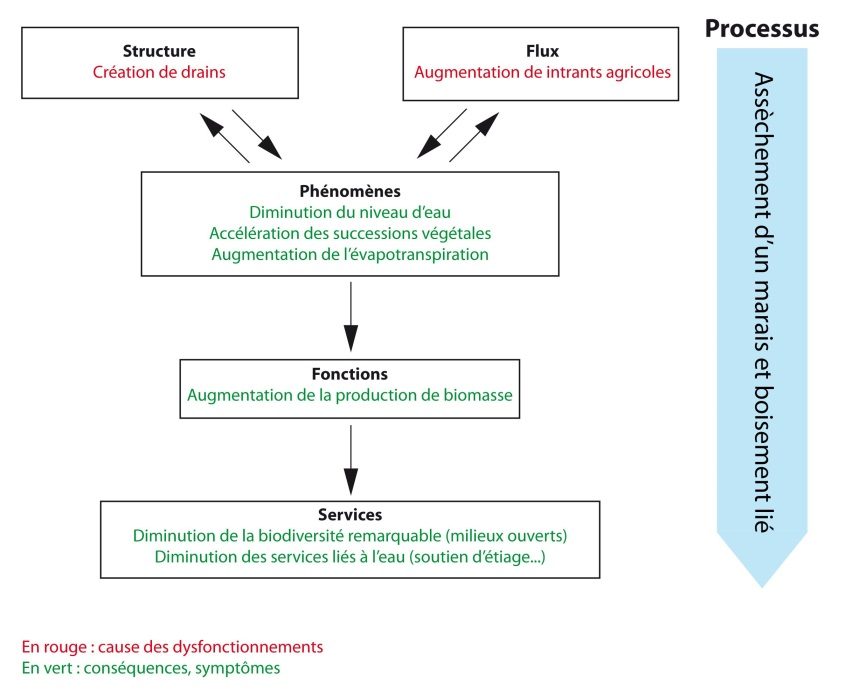 Processus
Structure
Création de drains
Flux
Augmentation de intrants agricoles
Phénomènes
Diminution du niveau d'eau
Accélération des successions végétales
Augmentation de l'évapotranspiration
Fonctions
Augmentation de la production de biomasse
Services
Diminution de la biodiversité remarquable (milieux ouverts)
Diminution des services liés à l'eau (soutien d'étiage...)
Assèchement d'un marais et boisement lié
En rouge : cause des dysfonctionnements
En vert : conséquences, symptômes